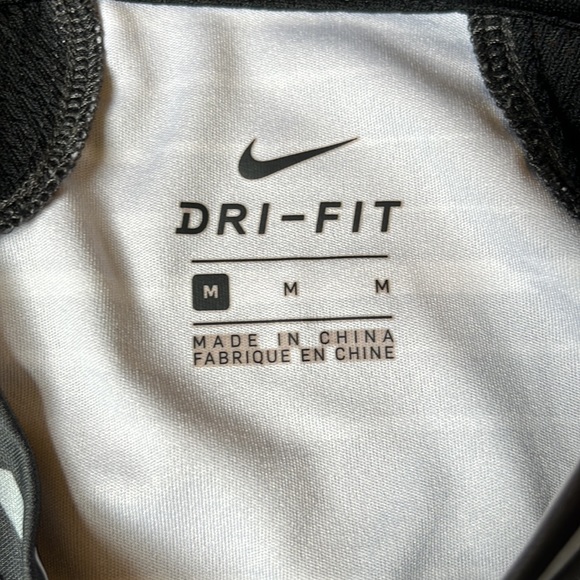 DRI-FIT
M M M
MADE IN CHINA
FABRIQUE EN CHINE